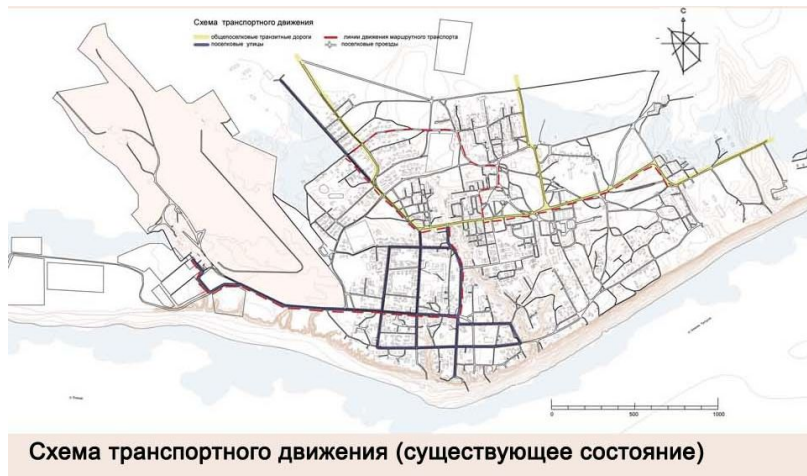 Схема транспортного движения
общепоселковые транзитные дороги
линии движения маршрутного транспорта
поселковые улицы
поселковые проезды
С
0
500
1000
Схема транспортного движения (существующее состояние)